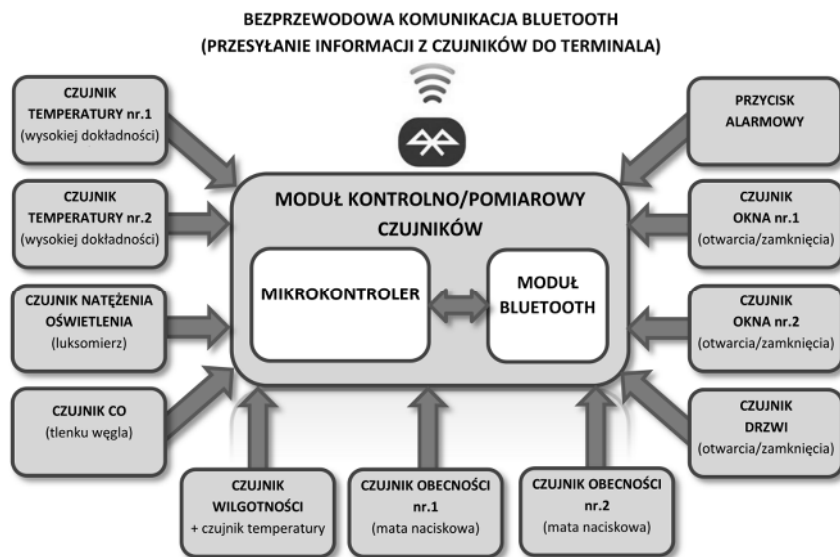 BEZPRZEWODOWA KOMUNIKACJA BLUETOOTH
(PRZESYŁANIE INFORMACJI Z CZUJNIKÓW DO TERMINALA)
CZUJNIK
TEMPERATURY nr.1
(wysokiej dokładności)
CZUJNIK
TEMPERATURY nr.2
(wysokiej dokładności)
CZUJNIK NATĘŻENIA
OŚWIETLENIA
(luksomierz)
CZUJNIK CO
(tlenku węgla)
MODUŁ KONTROLNO/POMIAROWY
CZUJNIKÓW
MIKROKONTROLER
MODUŁ
BLUETOOTH
PRZYCISK
ALARMOWY
CZUJNIK
OKNA nr.1
(otwarcia/zamknięcia)
CZUJNIK
OKNA nr.2
(otwarcia/zamknięcia)
CZUJNIK
DRZWI
(otwarcia/zamknięcia)
CZUJNIK
WILGOTNOŚCI
+ czujnik temperatury
CZUJNIK OBECNOŚCI
nr.1
(mata naciskowa)
CZUJNIK OBECNOŚCI
nr.2
(mata naciskowa)